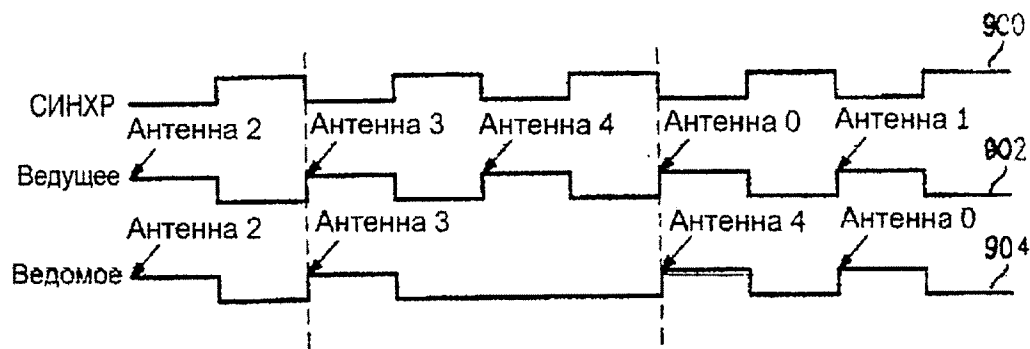 900
СИНХР
Антенна 2 Антенна 3 Антенна 4 Антенна 0 Антенна 1
Ведущее
902
Антенна 2 Антенна 3 Антенна 4 Антенна 0
Ведомое
904